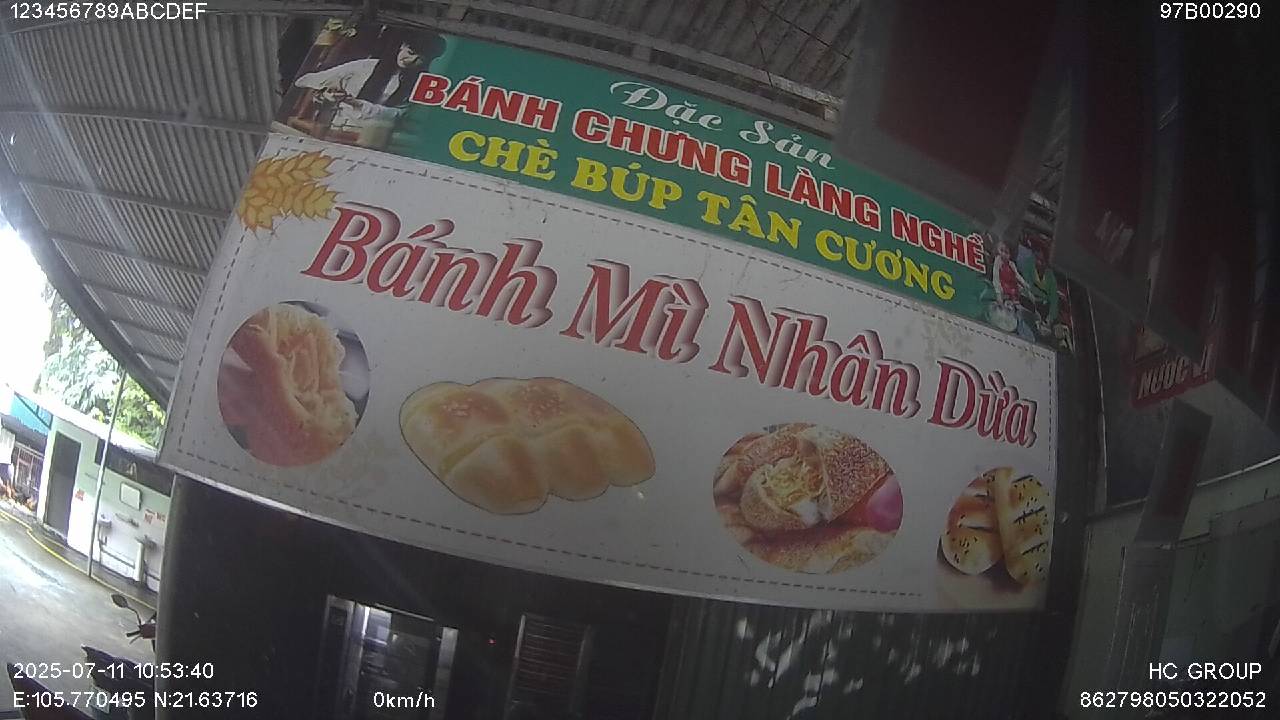 123456789ABCDEF
97B00290
Đặc Sản
BÁNH CHƯNG LÀNG NGHỀ
CHÈ BÚP TÂN CƯƠNG
Bánh Mì Nhân Dừa
NƯỚC
2025-07-11 10:53:40
HC GROUP
E:105.770495 N:21.63716
0km/h
862798050322052